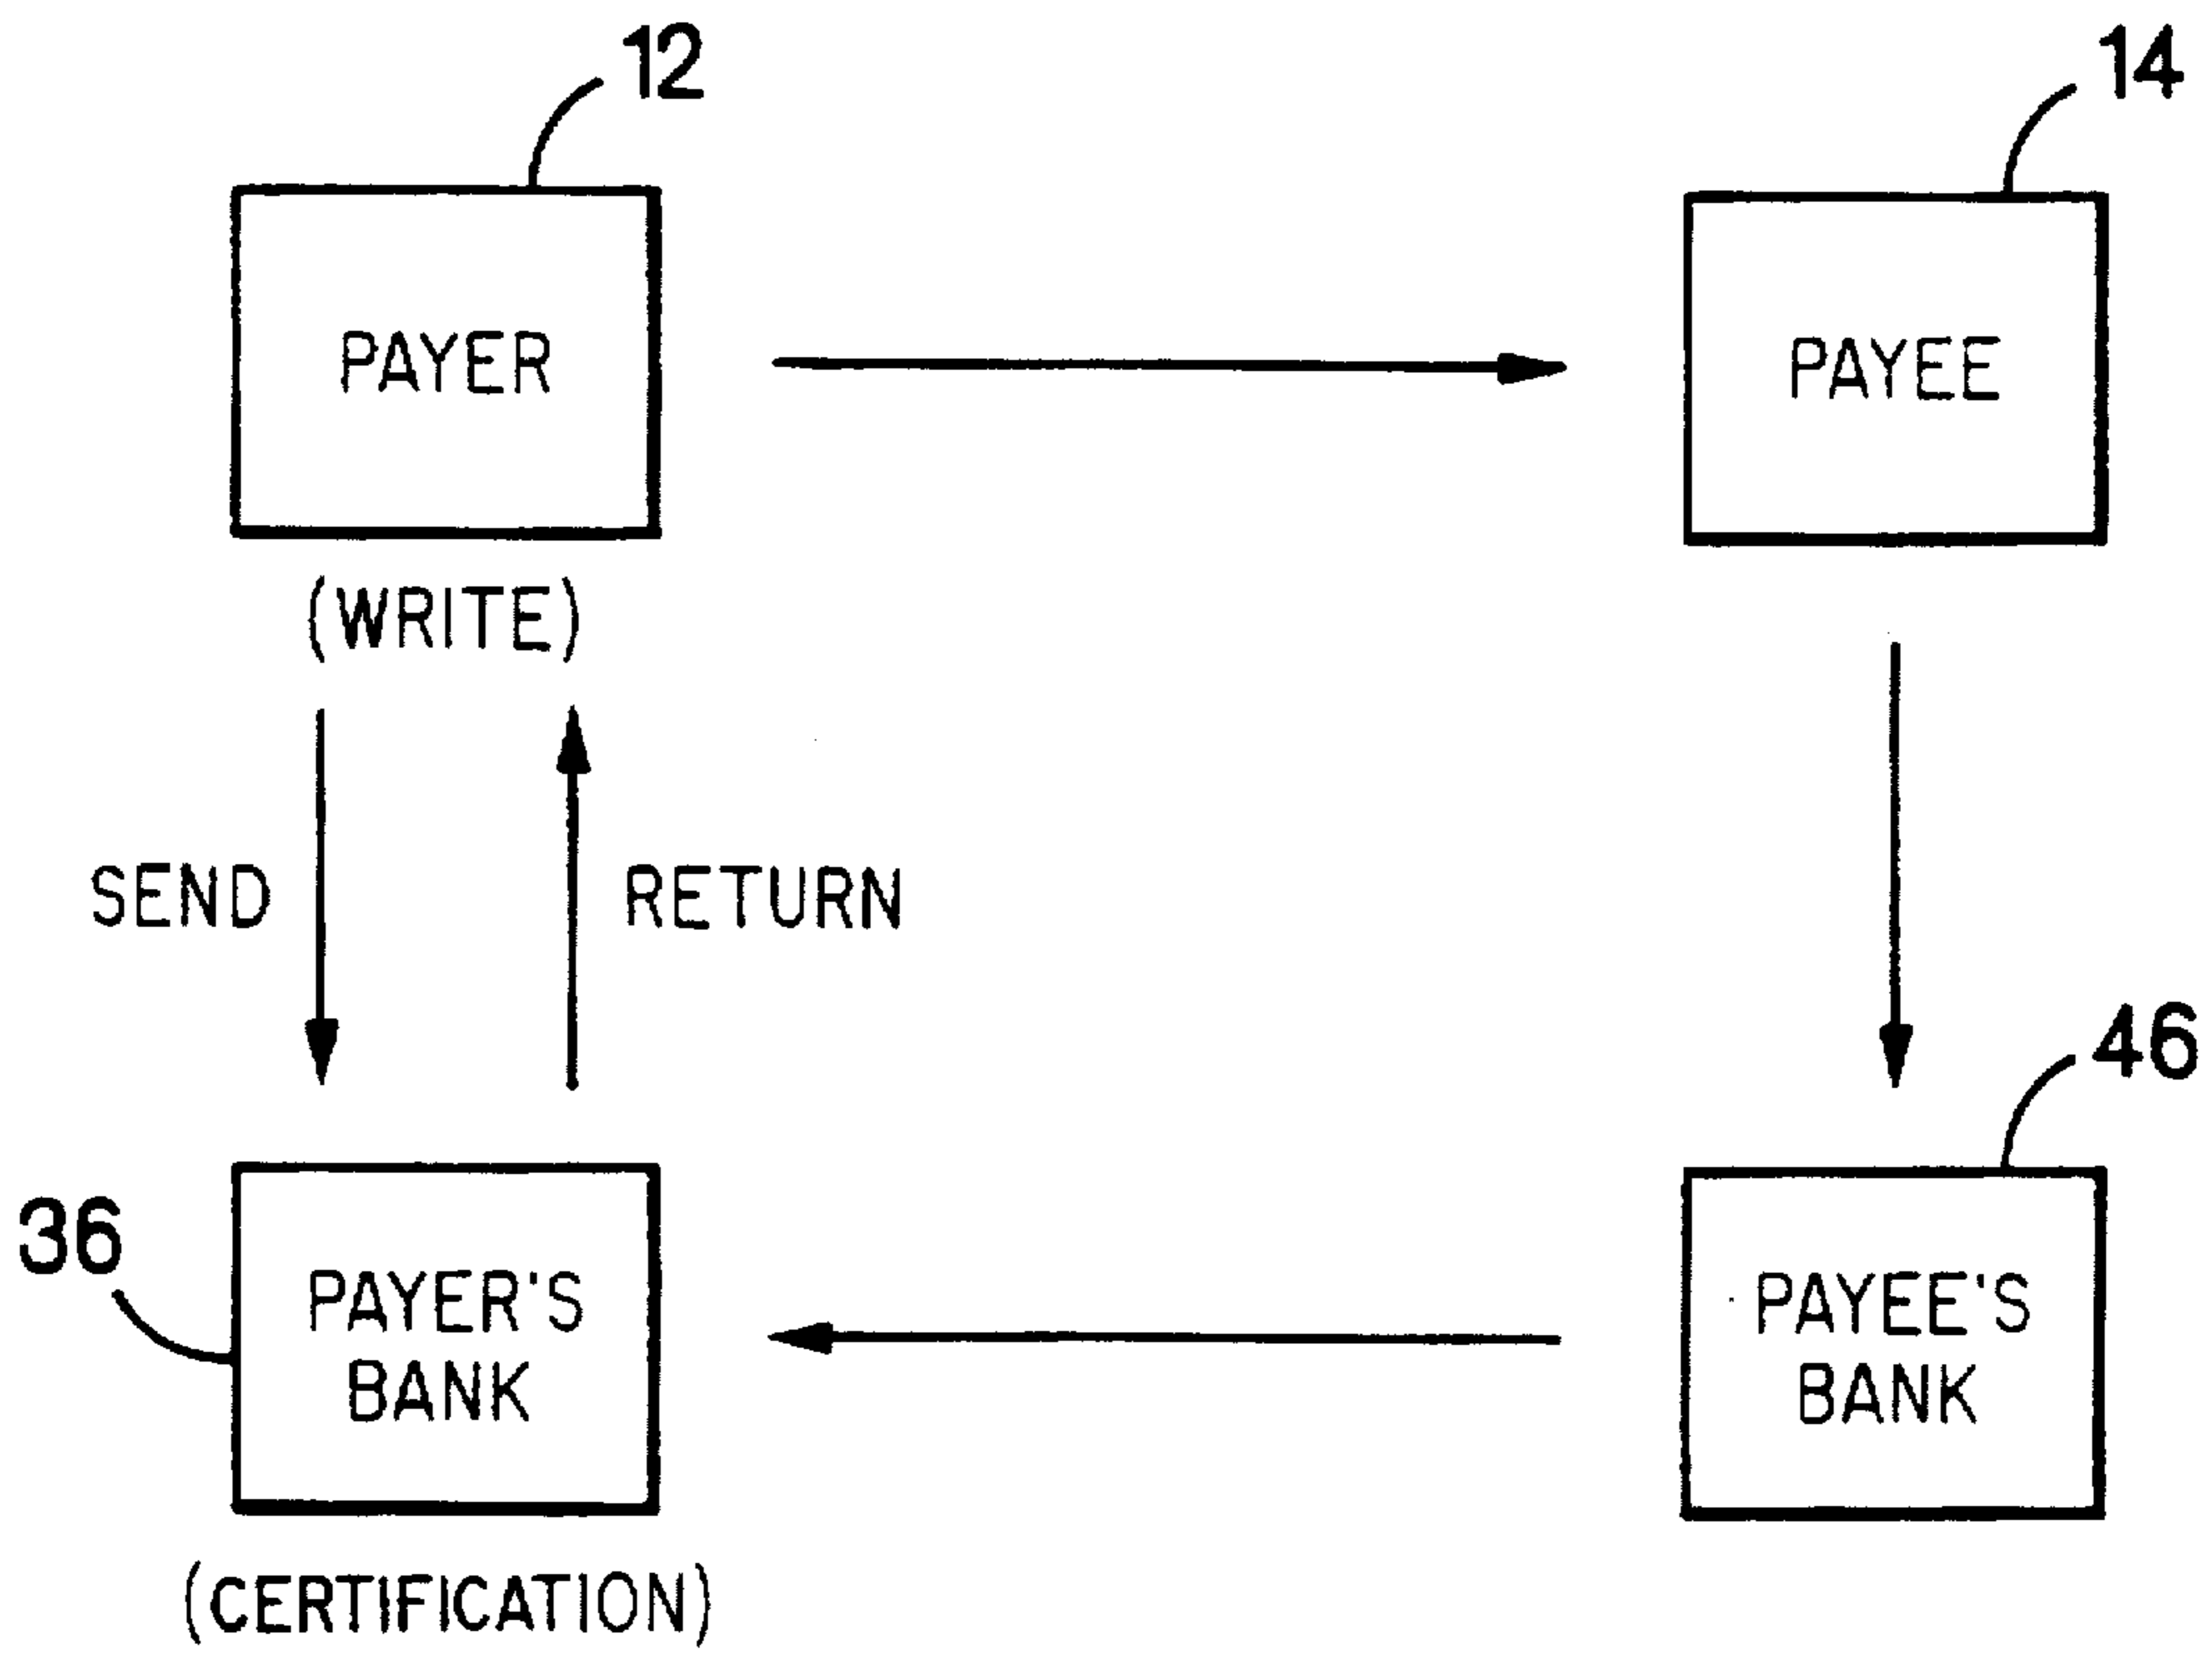 12
14
PAYER
PAYEE
(WRITE)
SEND
RETURN
46
36
PAYER'S
BANK
PAYEE'S
BANK
(CERTIFICATION)